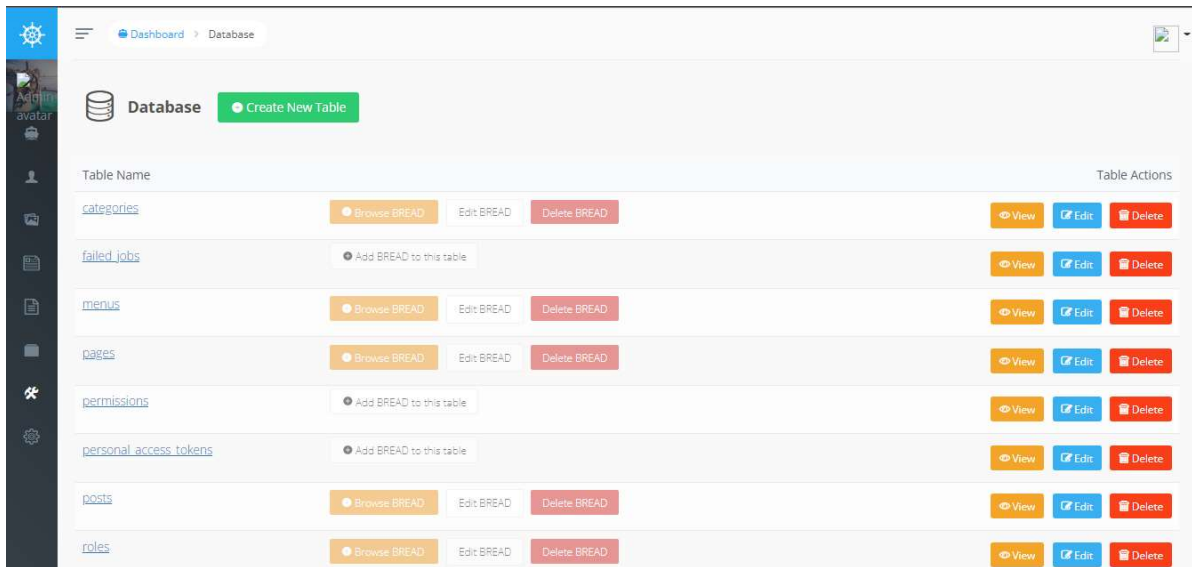 Dashboard > Database
Admin avatar
Database Create New Table
Table Name Table Actions
categories Browse BREAD Edit BREAD Delete BREAD View Edit Delete
failed_jobs Add BREAD to this table View Edit Delete
menus Browse BREAD Edit BREAD Delete BREAD View Edit Delete
pages Browse BREAD Edit BREAD Delete BREAD View Edit Delete
permissions Add BREAD to this table View Edit Delete
personal_access_tokens Add BREAD to this table View Edit Delete
posts Browse BREAD Edit BREAD Delete BREAD View Edit Delete
roles Browse BREAD Edit BREAD Delete BREAD View Edit Delete